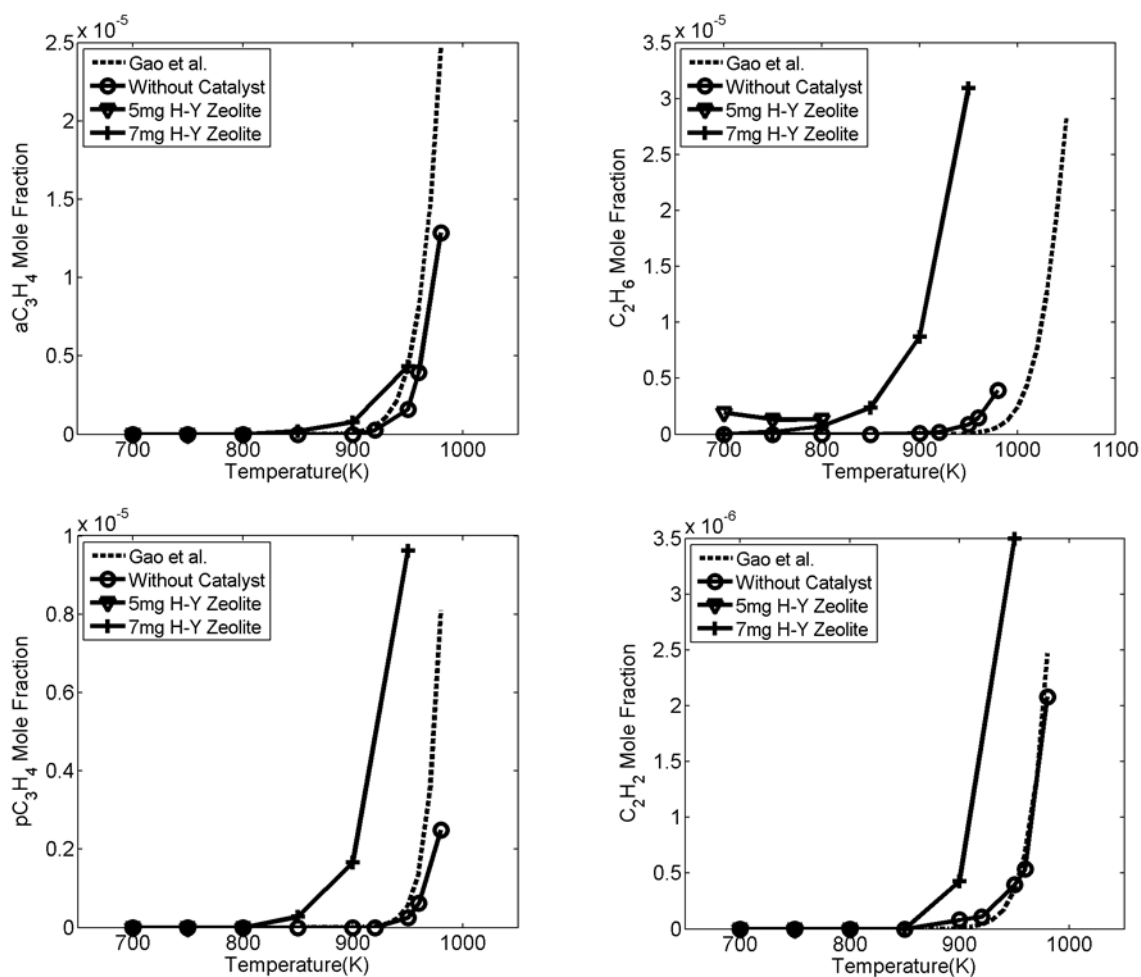 x 10-5
2.5
2
1.5
1
0.5
0
aC3H4 Mole Fraction
Gao et al.
Without Catalyst
5mg H-Y Zeolite
7mg H-Y Zeolite
700 800 900 1000
Temperature(K)
x 10-5
3.5
3
2.5
2
1.5
1
0.5
0
C2H6 Mole Fraction
Gao et al.
Without Catalyst
5mg H-Y Zeolite
7mg H-Y Zeolite
700 800 900 1000 1100
Temperature(K)
x 10-5
1
0.8
0.6
0.4
0.2
0
pC3H4 Mole Fraction
Gao et al.
Without Catalyst
5mg H-Y Zeolite
7mg H-Y Zeolite
700 800 900 1000
Temperature(K)
x 10-6
3.5
3
2.5
2
1.5
1
0.5
0
C2H2 Mole Fraction
Gao et al.
Without Catalyst
5mg H-Y Zeolite
7mg H-Y Zeolite
700 800 900 1000
Temperature(K)